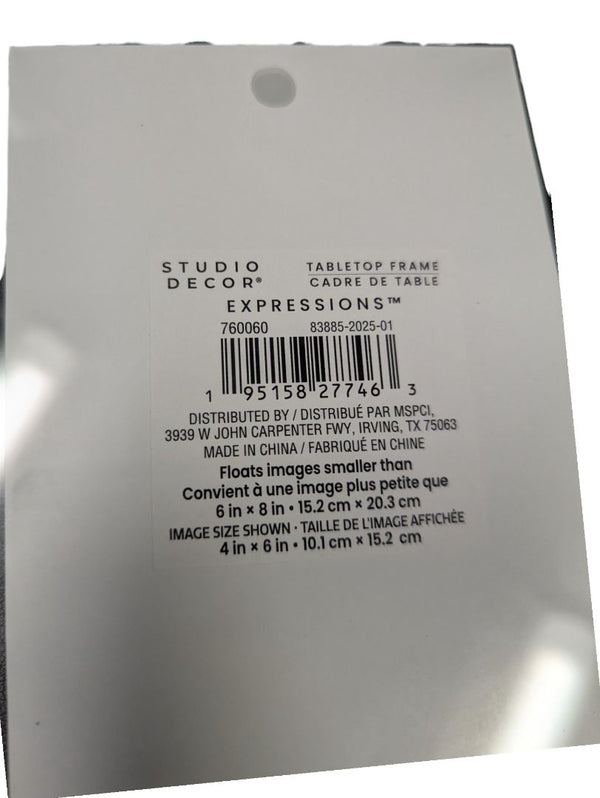 STUDIO DECOR®
TABLETOP FRAME
CADRE DE TABLE
EXPRESSIONS™
760060 83885-2025-01
1 95158 27746 3
DISTRIBUTED BY / DISTRIBUÉ PAR MSPCI,
3939 W JOHN CARPENTER FWY, IRVING, TX 75063
MADE IN CHINA / FABRIQUÉ EN CHINE
Floats images smaller than
Convient à une image plus petite que
6 in × 8 in • 15.2 cm × 20.3 cm
IMAGE SIZE SHOWN · TAILLE DE L'IMAGE AFFICHÉE
4 in × 6 in • 10.1 cm × 15.2 cm